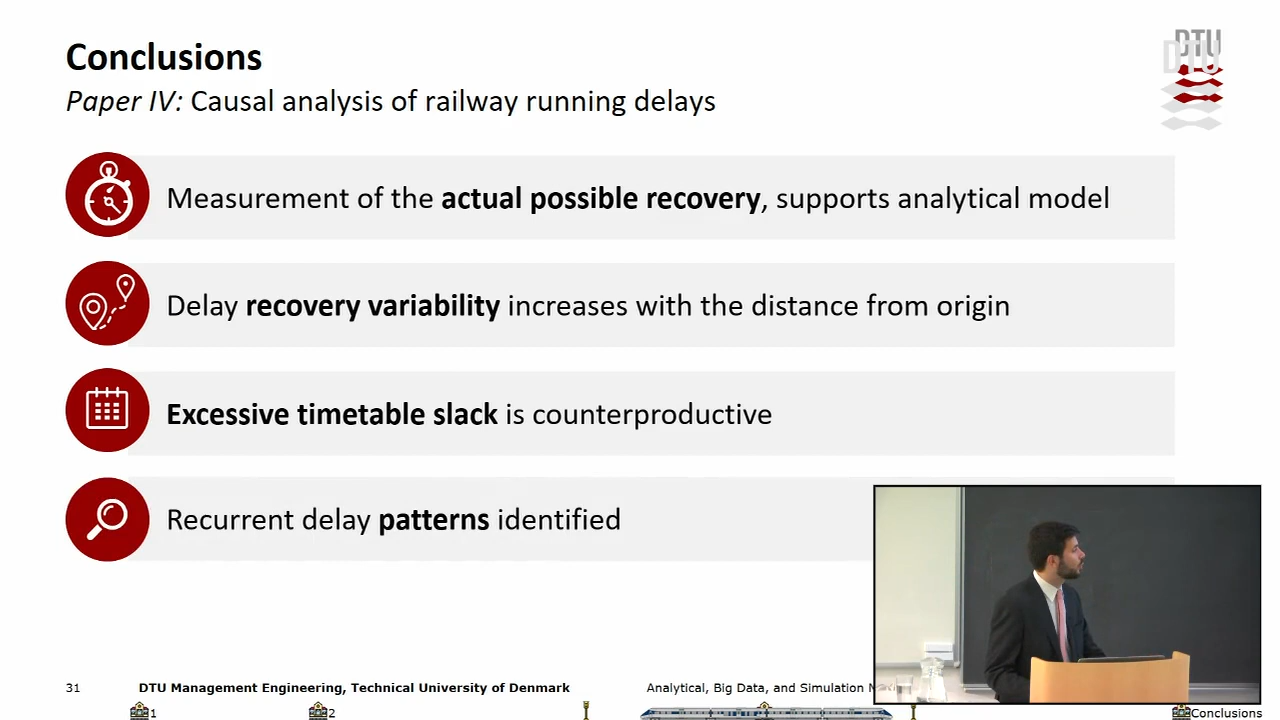 Conclusions
DTU
Paper IV: Causal analysis of railway running delays
Measurement of the actual possible recovery, supports analytical model
Delay recovery variability increases with the distance from origin
Excessive timetable slack is counterproductive
Recurrent delay patterns identified
31 DTU Management Engineering, Technical University of Denmark Analytical, Big Data, and Simulation
1 2 Conclusions